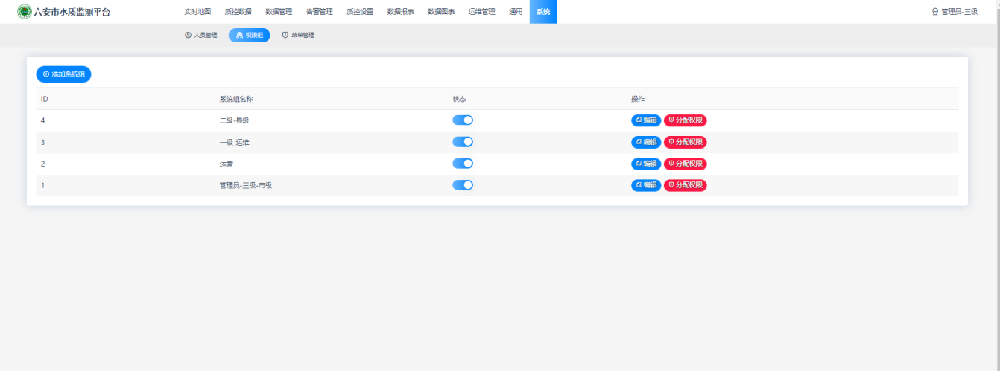 六安市水质监测平台 实时地图 质控数据 数据管理 告警管理 质控设置 数据报表 数据图表 运维管理 通用 系统 管理员-三级
人员管理 权限组 菜单管理
添加系统组
ID 系统组名称 状态 操作
4 二级-县级 编辑 分配权限
3 一级-运维 编辑 分配权限
2 运营 编辑 分配权限
1 管理员-三级-市级 编辑 分配权限